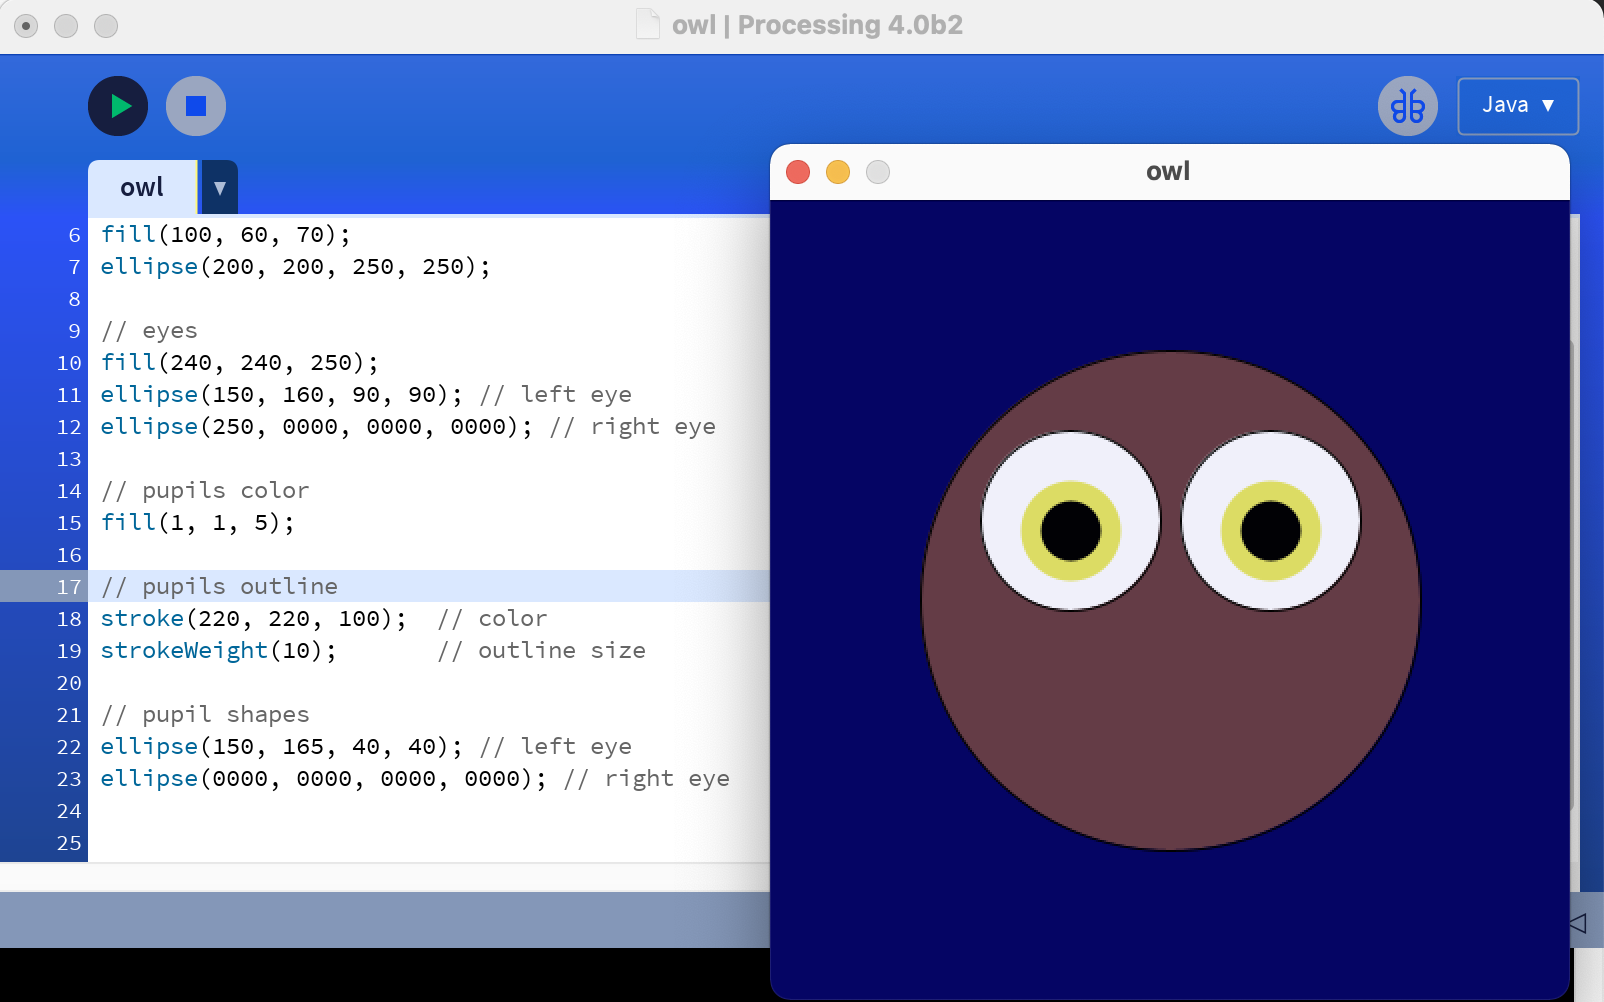 owl | Processing 4.0b2
Java ▼
owl ▼
owl
6 fill(100, 60, 70);
7 ellipse(200, 200, 250, 250);
8
9 // eyes
10 fill(240, 240, 250);
11 ellipse(150, 160, 90, 90); // left eye
12 ellipse(250, 0000, 0000, 0000); // right eye
13
14 // pupils color
15 fill(1, 1, 5);
16
17 // pupils outline
18 stroke(220, 220, 100);  // color
19 strokeWeight(10);       // outline size
20
21 // pupil shapes
22 ellipse(150, 165, 40, 40); // left eye
23 ellipse(0000, 0000, 0000, 0000); // right eye
24
25